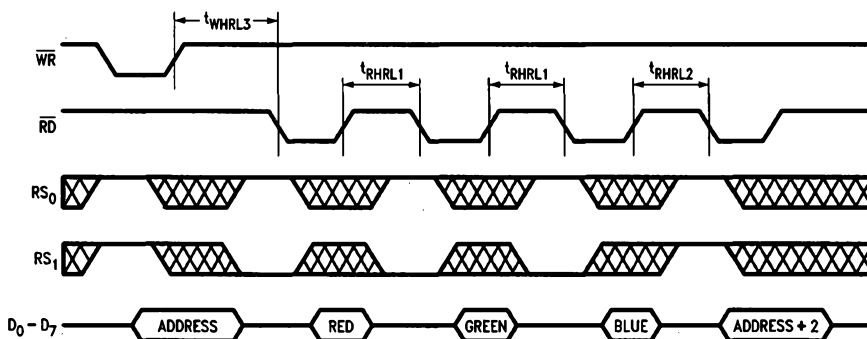 tWHRL3
WR
tRHRL1 tRHRL1 tRHRL2
RD
RS0
RS1
D0 – D7 ADDRESS RED GREEN BLUE ADDRESS + 2